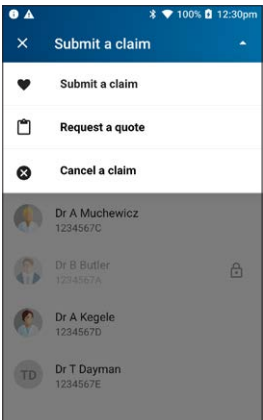 100% 12:30pm
Submit a claim
Submit a claim
Request a quote
Cancel a claim
Dr A Muchewicz
1234567C
Dr B Butler
1234567A
Dr A Kegele
1234567D
TD
Dr T Dayman
1234567E